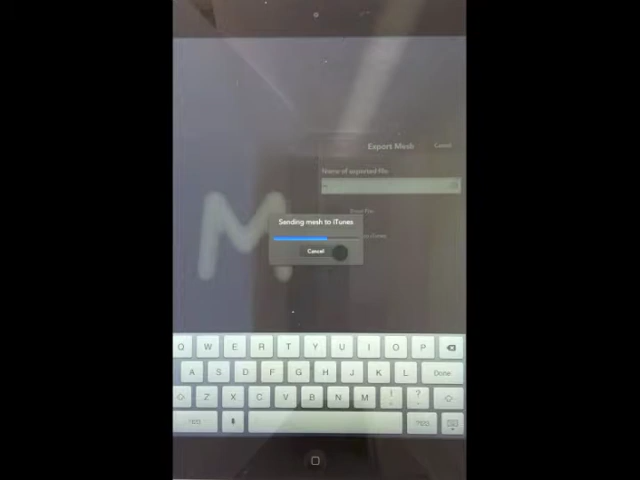 Export Mesh
Cancel
Name of exported file
M
Sending mesh to iTunes
Cancel
Q W E R T Y U I O P
A S D F G H J K L Done
Z X C V B N M ! ?
.?123 .?123